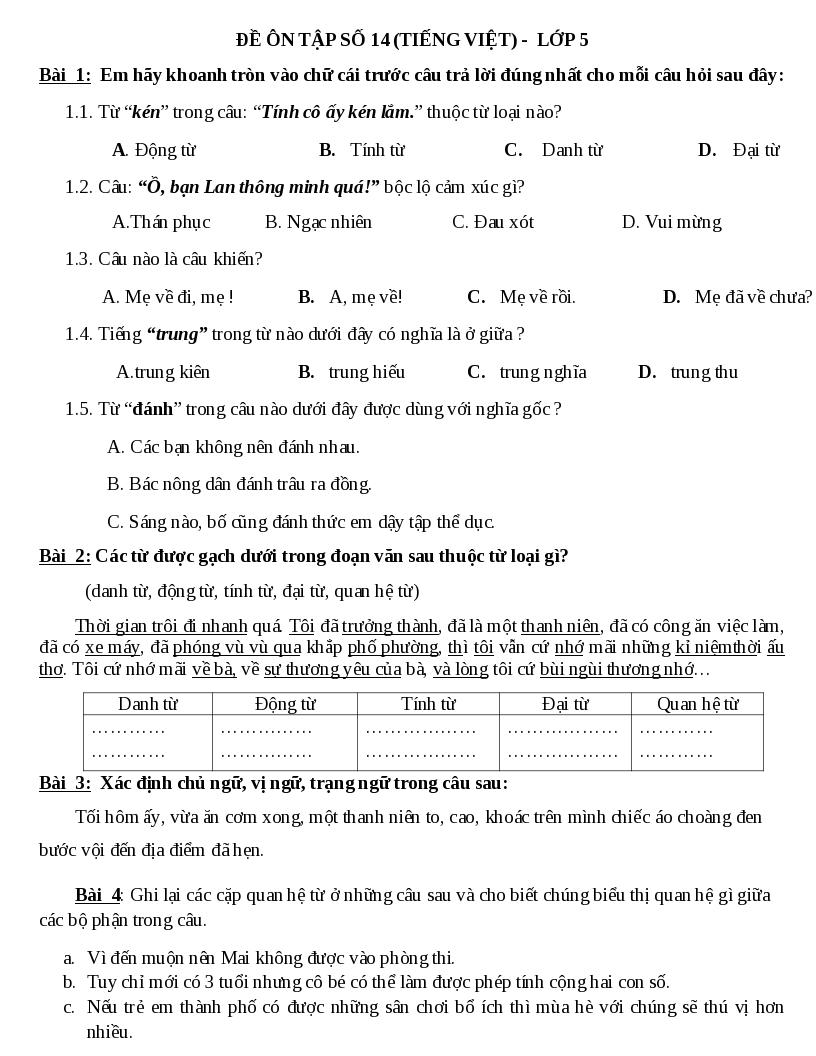 ĐỀ ÔN TẬP SỐ 14 (TIẾNG VIỆT) - LỚP 5
Bài 1: Em hãy khoanh tròn vào chữ cái trước câu trả lời đúng nhất cho mỗi câu hỏi sau đây:
1.1. Từ “kén” trong câu: “Tính cô ấy kén lắm.” thuộc từ loại nào?
A. Động từ B. Tính từ C. Danh từ D. Đại từ
1.2. Câu: “Ồ, bạn Lan thông minh quá!” bộc lộ cảm xúc gì?
A.Thán phục B. Ngạc nhiên C. Đau xót D. Vui mừng
1.3. Câu nào là câu khiến?
A. Mẹ về đi, mẹ ! B. A, mẹ về! C. Mẹ về rồi. D. Mẹ đã về chưa?
1.4. Tiếng “trung” trong từ nào dưới đây có nghĩa là ở giữa ?
A.trung kiên B. trung hiếu C. trung nghĩa D. trung thu
1.5. Từ “đánh” trong câu nào dưới đây được dùng với nghĩa gốc ?
A. Các bạn không nên đánh nhau.
B. Bác nông dân đánh trâu ra đồng.
C. Sáng nào, bố cũng đánh thức em dậy tập thể dục.
Bài 2: Các từ được gạch dưới trong đoạn văn sau thuộc từ loại gì?
(danh từ, động từ, tính từ, đại từ, quan hệ từ)
Thời gian trôi đi nhanh quá. Tôi đã trưởng thành, đã là một thanh niên, đã có công ăn việc làm,
đã có xe máy, đã phóng vù vù qua khắp phố phường, thì tôi vẫn cứ nhớ mãi những kỉ niệmthời ấu
thơ. Tôi cứ nhớ mãi về bà, về sự thương yêu của bà, và lòng tôi cứ bùi ngùi thương nhớ…
Danh từ Động từ Tính từ Đại từ Quan hệ từ
………… …………… ……………… ……………… …………
………… …………… ……………… ……………… …………
Bài 3: Xác định chủ ngữ, vị ngữ, trạng ngữ trong câu sau:
Tối hôm ấy, vừa ăn cơm xong, một thanh niên to, cao, khoác trên mình chiếc áo choàng đen
bước vội đến địa điểm đã hẹn.
Bài 4: Ghi lại các cặp quan hệ từ ở những câu sau và cho biết chúng biểu thị quan hệ gì giữa
các bộ phận trong câu.
a. Vì đến muộn nên Mai không được vào phòng thi.
b. Tuy chỉ mới có 3 tuổi nhưng cô bé có thể làm được phép tính cộng hai con số.
c. Nếu trẻ em thành phố có được những sân chơi bổ ích thì mùa hè với chúng sẽ thú vị hơn
nhiều.